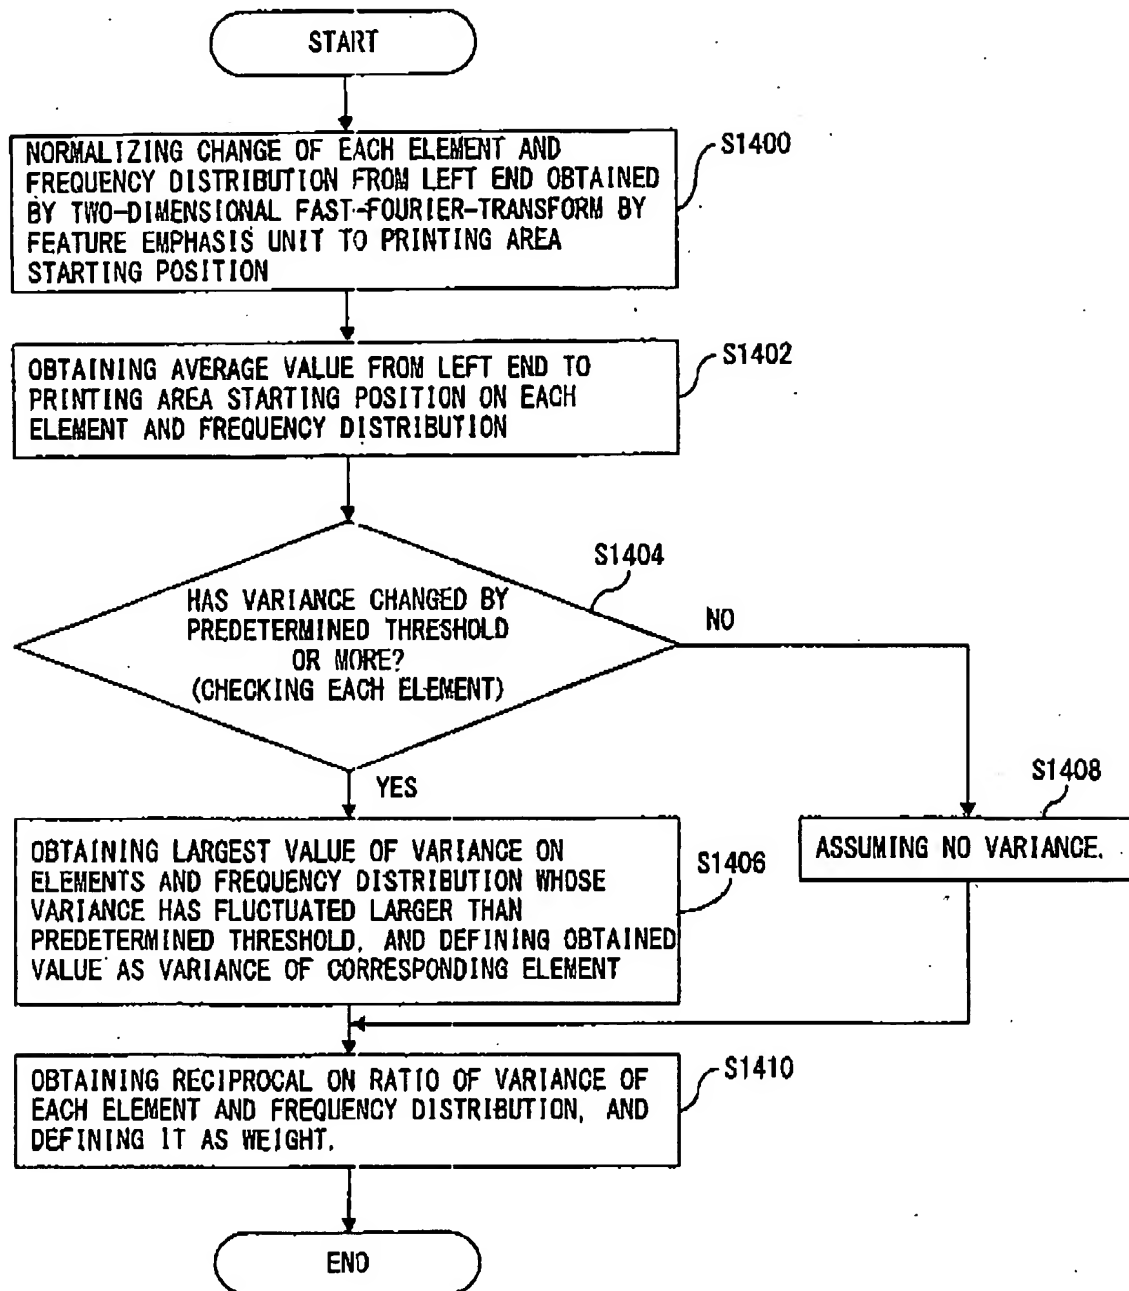 START
NORMALIZING CHANGE OF EACH ELEMENT AND
FREQUENCY DISTRIBUTION FROM LEFT END OBTAINED
BY TWO-DIMENSIONAL FAST-FOURIER-TRANSFORM BY
FEATURE EMPHASIS UNIT TO PRINTING AREA
STARTING POSITION
S1400
OBTAINING AVERAGE VALUE FROM LEFT END TO
PRINTING AREA STARTING POSITION ON EACH
ELEMENT AND FREQUENCY DISTRIBUTION
S1402
HAS VARIANCE CHANGED BY
PREDETERMINED THRESHOLD
OR MORE?
(CHECKING EACH ELEMENT)
S1404
NO
YES
OBTAINING LARGEST VALUE OF VARIANCE ON
ELEMENTS AND FREQUENCY DISTRIBUTION WHOSE
VARIANCE HAS FLUCTUATED LARGER THAN
PREDETERMINED THRESHOLD, AND DEFINING OBTAINED
VALUE AS VARIANCE OF CORRESPONDING ELEMENT
S1406
S1408
ASSUMING NO VARIANCE.
OBTAINING RECIPROCAL ON RATIO OF VARIANCE OF
EACH ELEMENT AND FREQUENCY DISTRIBUTION, AND
DEFINING IT AS WEIGHT.
S1410
END